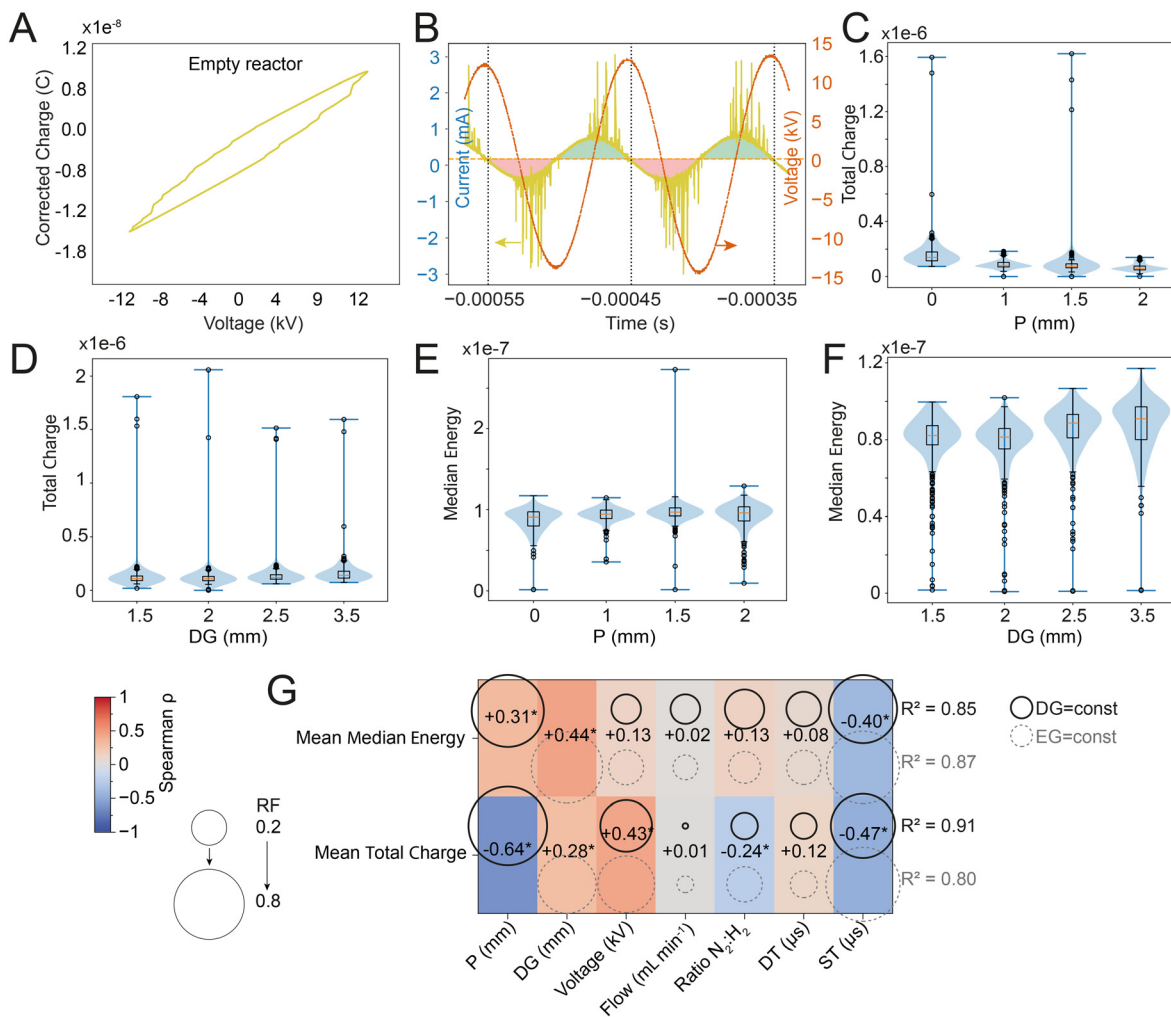 A
x10⁻⁸
Corrected Charge (C)
1.2
0.8
0.0
-0.8
-1.2
-1.8
Empty reactor
-12
-8
-4
0
4
9
12
Voltage (kV)
B
Current (mA)
3
2
1
0
−1
−2
−3
Voltage (kV)
15
10
5
0
−5
−10
−15
−0.00055
−0.00045
−0.00035
Time (s)
C
x1e-6
Total Charge
1.6
1.2
0.8
0.4
0
0
1
1.5
2
P (mm)
D
x1e-6
Total Charge
2
1.5
1
0.5
0
1.5
2
2.5
3.5
DG (mm)
E
x1e-7
Median Energy
2
1
0
0
1
1.5
2
P (mm)
F
x1e-7
Median Energy
1.2
0.8
0.4
0
1.5
2
2.5
3.5
DG (mm)
G
Spearman ρ
1
0.5
0
−0.5
−1
RF
0.2
0.8
Mean Median Energy
+0.31*
+0.44*
+0.13
+0.02
+0.13
+0.08
-0.40*
R² = 0.85
R² = 0.87
Mean Total Charge
-0.64*
+0.28*
+0.43*
+0.01
-0.24*
+0.12
-0.47*
R² = 0.91
R² = 0.80
DG=const
EG=const
P (mm)
DG (mm)
Voltage (kV)
Flow (mL min⁻¹)
Ratio N₂:H₂
DT (µs)
ST (µs)